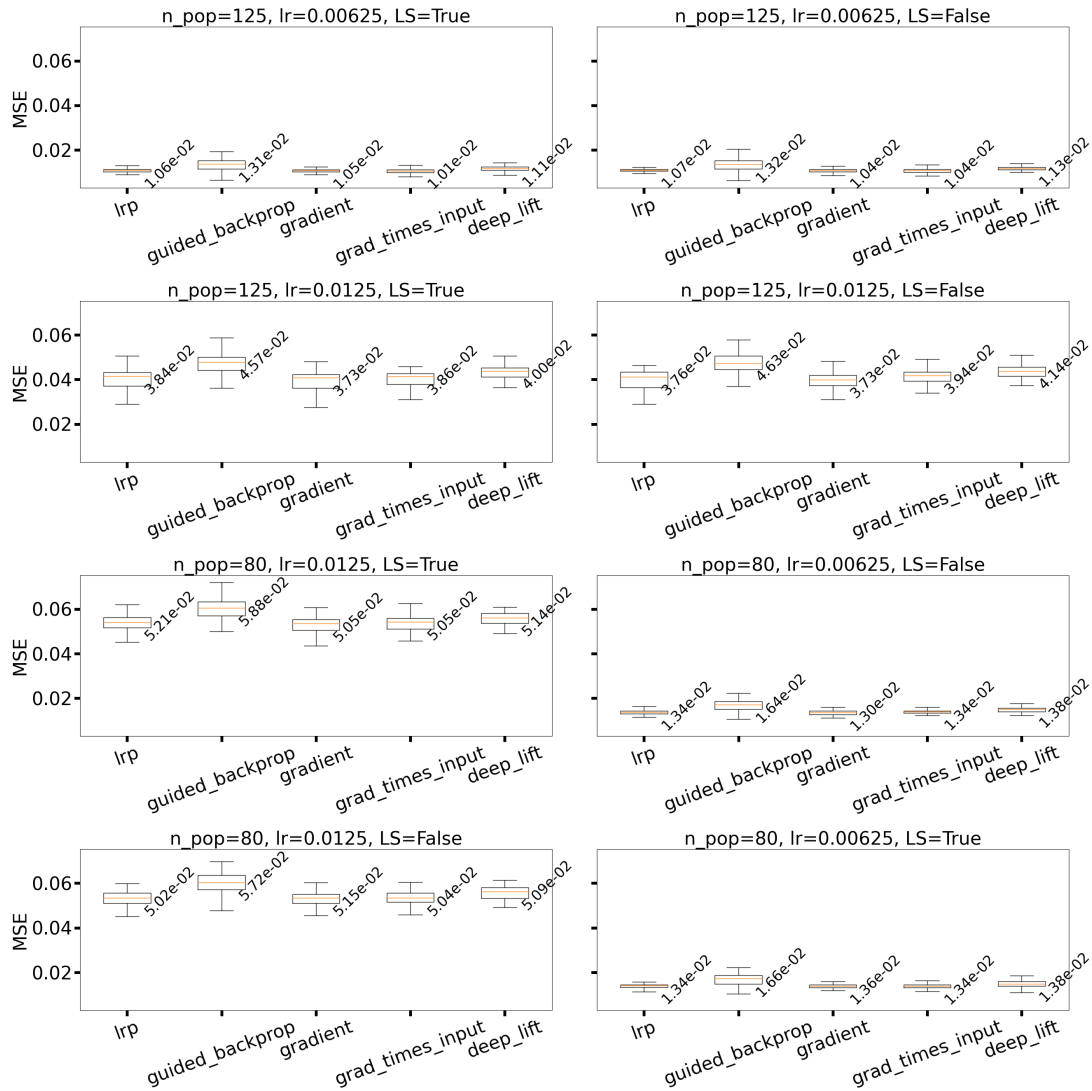 n_pop=125, lr=0.00625, LS=True
MSE
0.06
0.04
0.02
1.06e-02
1.31e-02
1.05e-02
1.01e-02
1.11e-02
lrp
guided_backprop
gradient
grad_times_input
deep_lift
n_pop=125, lr=0.00625, LS=False
1.07e-02
1.32e-02
1.04e-02
1.04e-02
1.13e-02
lrp
guided_backprop
gradient
grad_times_input
deep_lift
n_pop=125, lr=0.0125, LS=True
MSE
0.06
0.04
0.02
3.84e-02
4.57e-02
3.73e-02
3.86e-02
4.00e-02
lrp
guided_backprop
gradient
grad_times_input
deep_lift
n_pop=125, lr=0.0125, LS=False
3.76e-02
4.63e-02
3.73e-02
3.94e-02
4.14e-02
lrp
guided_backprop
gradient
grad_times_input
deep_lift
n_pop=80, lr=0.0125, LS=True
MSE
0.06
0.04
0.02
5.21e-02
5.88e-02
5.05e-02
5.05e-02
5.14e-02
lrp
guided_backprop
gradient
grad_times_input
deep_lift
n_pop=80, lr=0.00625, LS=False
1.34e-02
1.64e-02
1.30e-02
1.34e-02
1.38e-02
lrp
guided_backprop
gradient
grad_times_input
deep_lift
n_pop=80, lr=0.0125, LS=False
MSE
0.06
0.04
0.02
5.02e-02
5.72e-02
5.15e-02
5.04e-02
5.09e-02
lrp
guided_backprop
gradient
grad_times_input
deep_lift
n_pop=80, lr=0.00625, LS=True
1.34e-02
1.66e-02
1.36e-02
1.34e-02
1.38e-02
lrp
guided_backprop
gradient
grad_times_input
deep_lift